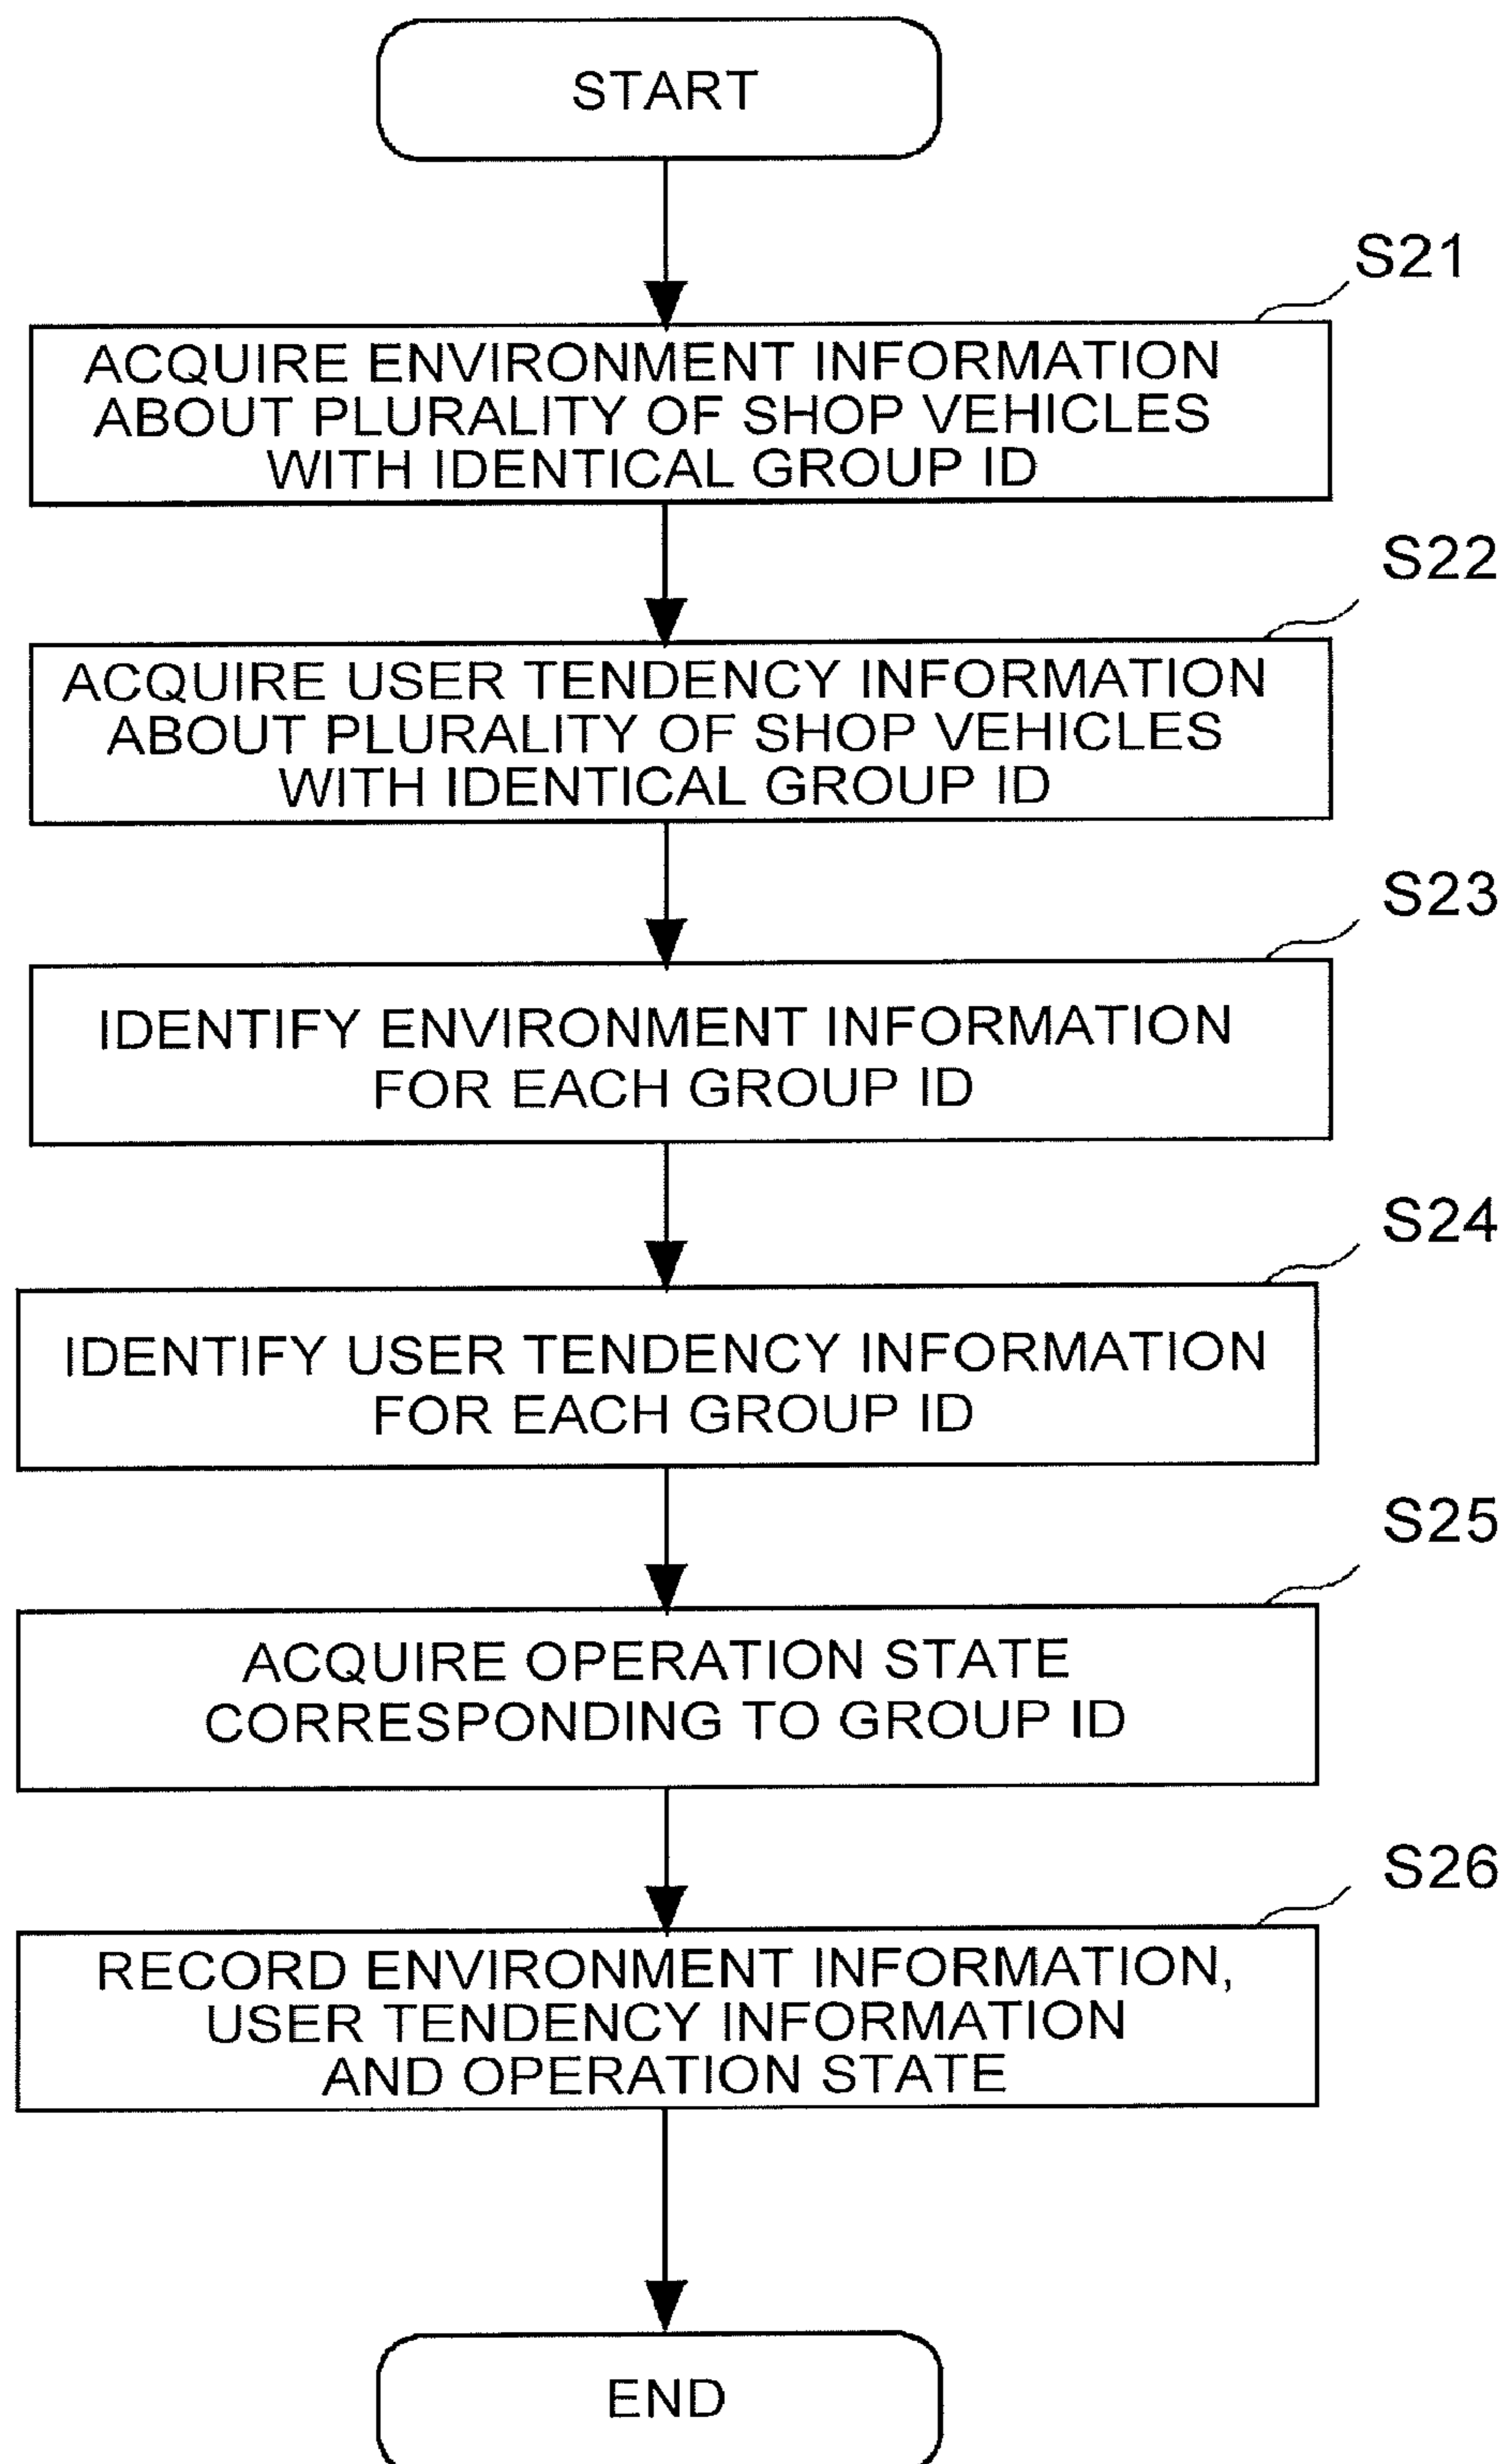 START
S21
ACQUIRE ENVIRONMENT INFORMATION
ABOUT PLURALITY OF SHOP VEHICLES
WITH IDENTICAL GROUP ID
S22
ACQUIRE USER TENDENCY INFORMATION
ABOUT PLURALITY OF SHOP VEHICLES
WITH IDENTICAL GROUP ID
S23
IDENTIFY ENVIRONMENT INFORMATION
FOR EACH GROUP ID
S24
IDENTIFY USER TENDENCY INFORMATION
FOR EACH GROUP ID
S25
ACQUIRE OPERATION STATE
CORRESPONDING TO GROUP ID
S26
RECORD ENVIRONMENT INFORMATION,
USER TENDENCY INFORMATION
AND OPERATION STATE
END